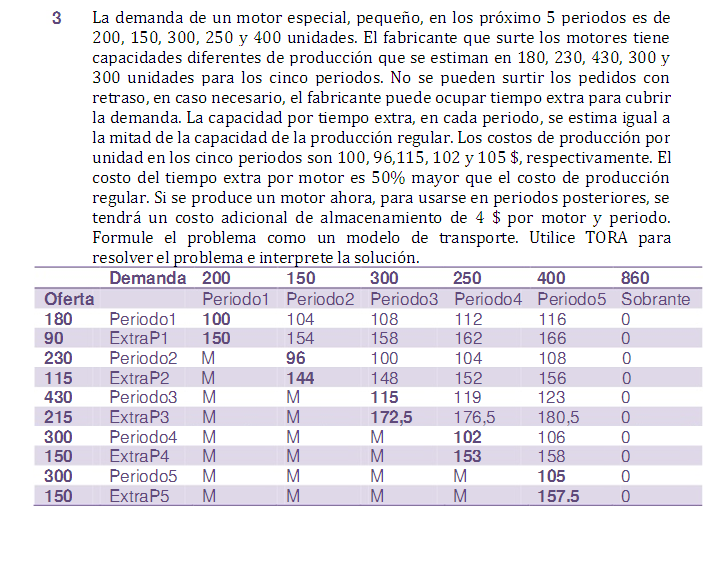 3 La demanda de un motor especial, pequeño, en los próximo 5 periodos es de
200, 150, 300, 250 y 400 unidades. El fabricante que surte los motores tiene
capacidades diferentes de producción que se estiman en 180, 230, 430, 300 y
300 unidades para los cinco periodos. No se pueden surtir los pedidos con
retraso, en caso necesario, el fabricante puede ocupar tiempo extra para cubrir
la demanda. La capacidad por tiempo extra, en cada periodo, se estima igual a
la mitad de la capacidad de la producción regular. Los costos de producción por
unidad en los cinco periodos son 100, 96,115, 102 y 105 $, respectivamente. El
costo del tiempo extra por motor es 50% mayor que el costo de producción
regular. Si se produce un motor ahora, para usarse en periodos posteriores, se
tendrá un costo adicional de almacenamiento de 4 $ por motor y periodo.
Formule el problema como un modelo de transporte. Utilice TORA para
resolver el problema e interprete la solución.
Demanda 200 150 300 250 400 860
Oferta Periodo1 Periodo2 Periodo3 Periodo4 Periodo5 Sobrante
180 Periodo1 100 104 108 112 116 0
90 ExtraP1 150 154 158 162 166 0
230 Periodo2 M 96 100 104 108 0
115 ExtraP2 M 144 148 152 156 0
430 Periodo3 M M 115 119 123 0
215 ExtraP3 M M 172,5 176,5 180,5 0
300 Periodo4 M M M 102 106 0
150 ExtraP4 M M M 153 158 0
300 Periodo5 M M M M 105 0
150 ExtraP5 M M M M 157.5 0